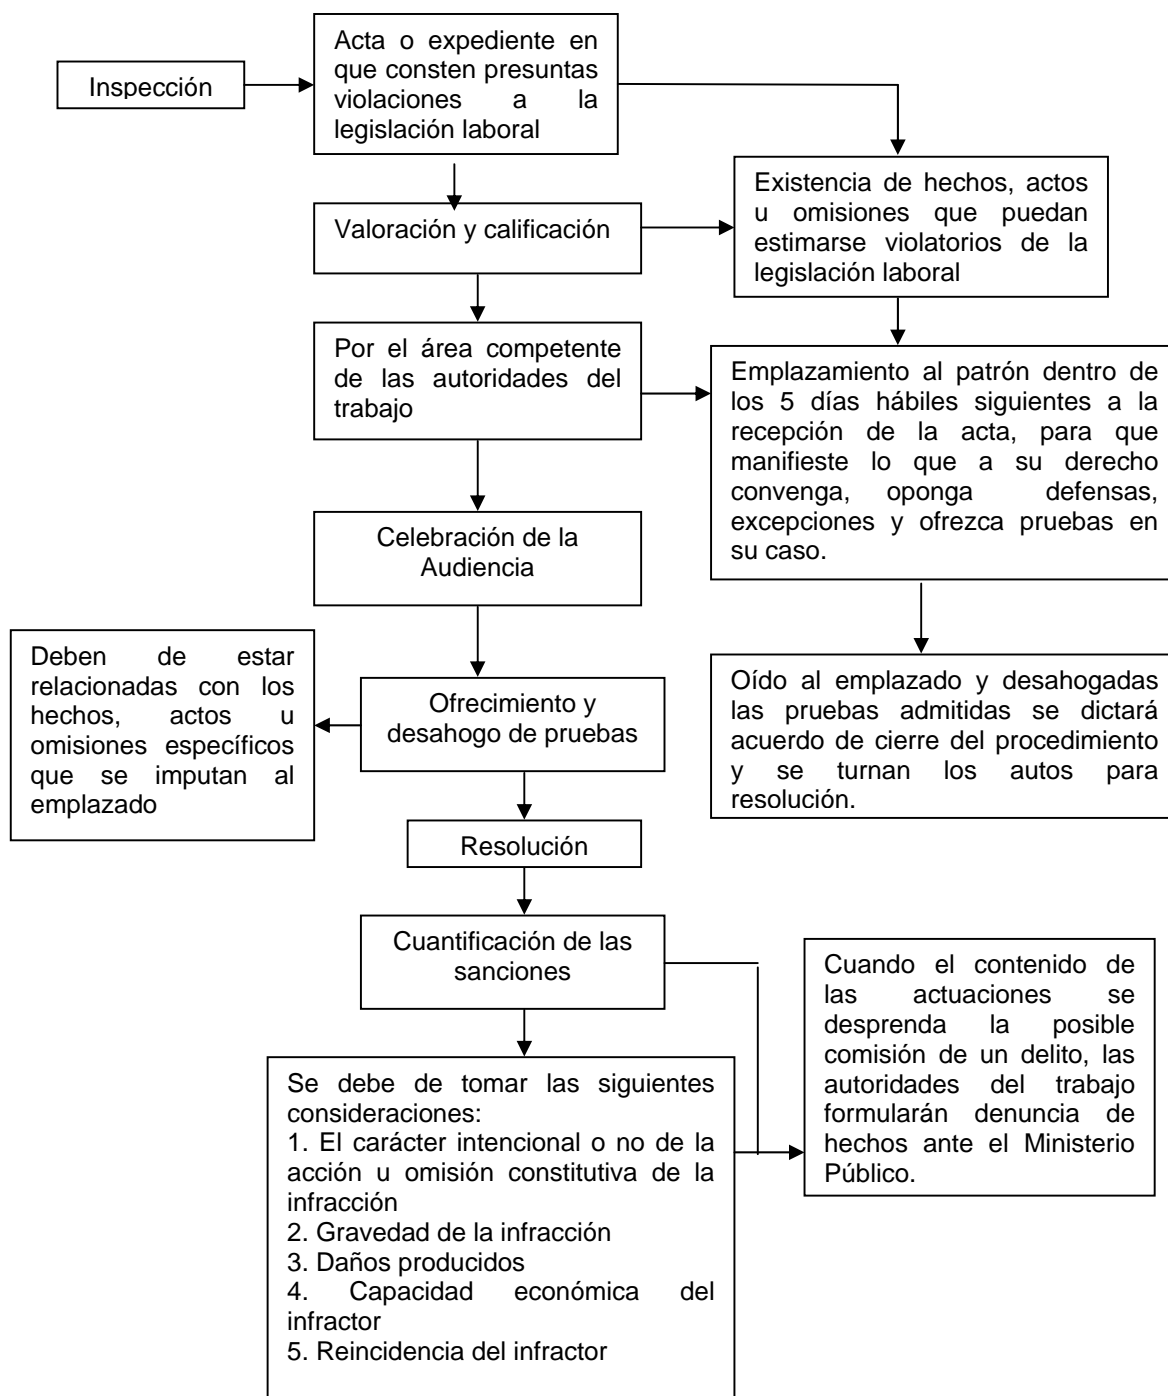 Inspección
Acta o expediente en
que consten presuntas
violaciones a la
legislación laboral
Existencia de hechos, actos
u omisiones que puedan
estimarse violatorios de la
legislación laboral
Valoración y calificación
Por el área competente
de las autoridades del
trabajo
Emplazamiento al patrón dentro de
los 5 días hábiles siguientes a la
recepción de la acta, para que
manifieste lo que a su derecho
convenga, oponga defensas,
excepciones y ofrezca pruebas en
su caso.
Celebración de la
Audiencia
Deben de estar
relacionadas con los
hechos, actos u
omisiones específicos
que se imputan al
emplazado
Ofrecimiento y
desahogo de pruebas
Oído al emplazado y desahogadas
las pruebas admitidas se dictará
acuerdo de cierre del procedimiento
y se turnan los autos para
resolución.
Resolución
Cuantificación de las
sanciones
Cuando el contenido de
las actuaciones se
desprenda la posible
comisión de un delito, las
autoridades del trabajo
formularán denuncia de
hechos ante el Ministerio
Público.
Se debe de tomar las siguientes
consideraciones:
1. El carácter intencional o no de la
acción u omisión constitutiva de la
infracción
2. Gravedad de la infracción
3. Daños producidos
4. Capacidad económica del
infractor
5. Reincidencia del infractor